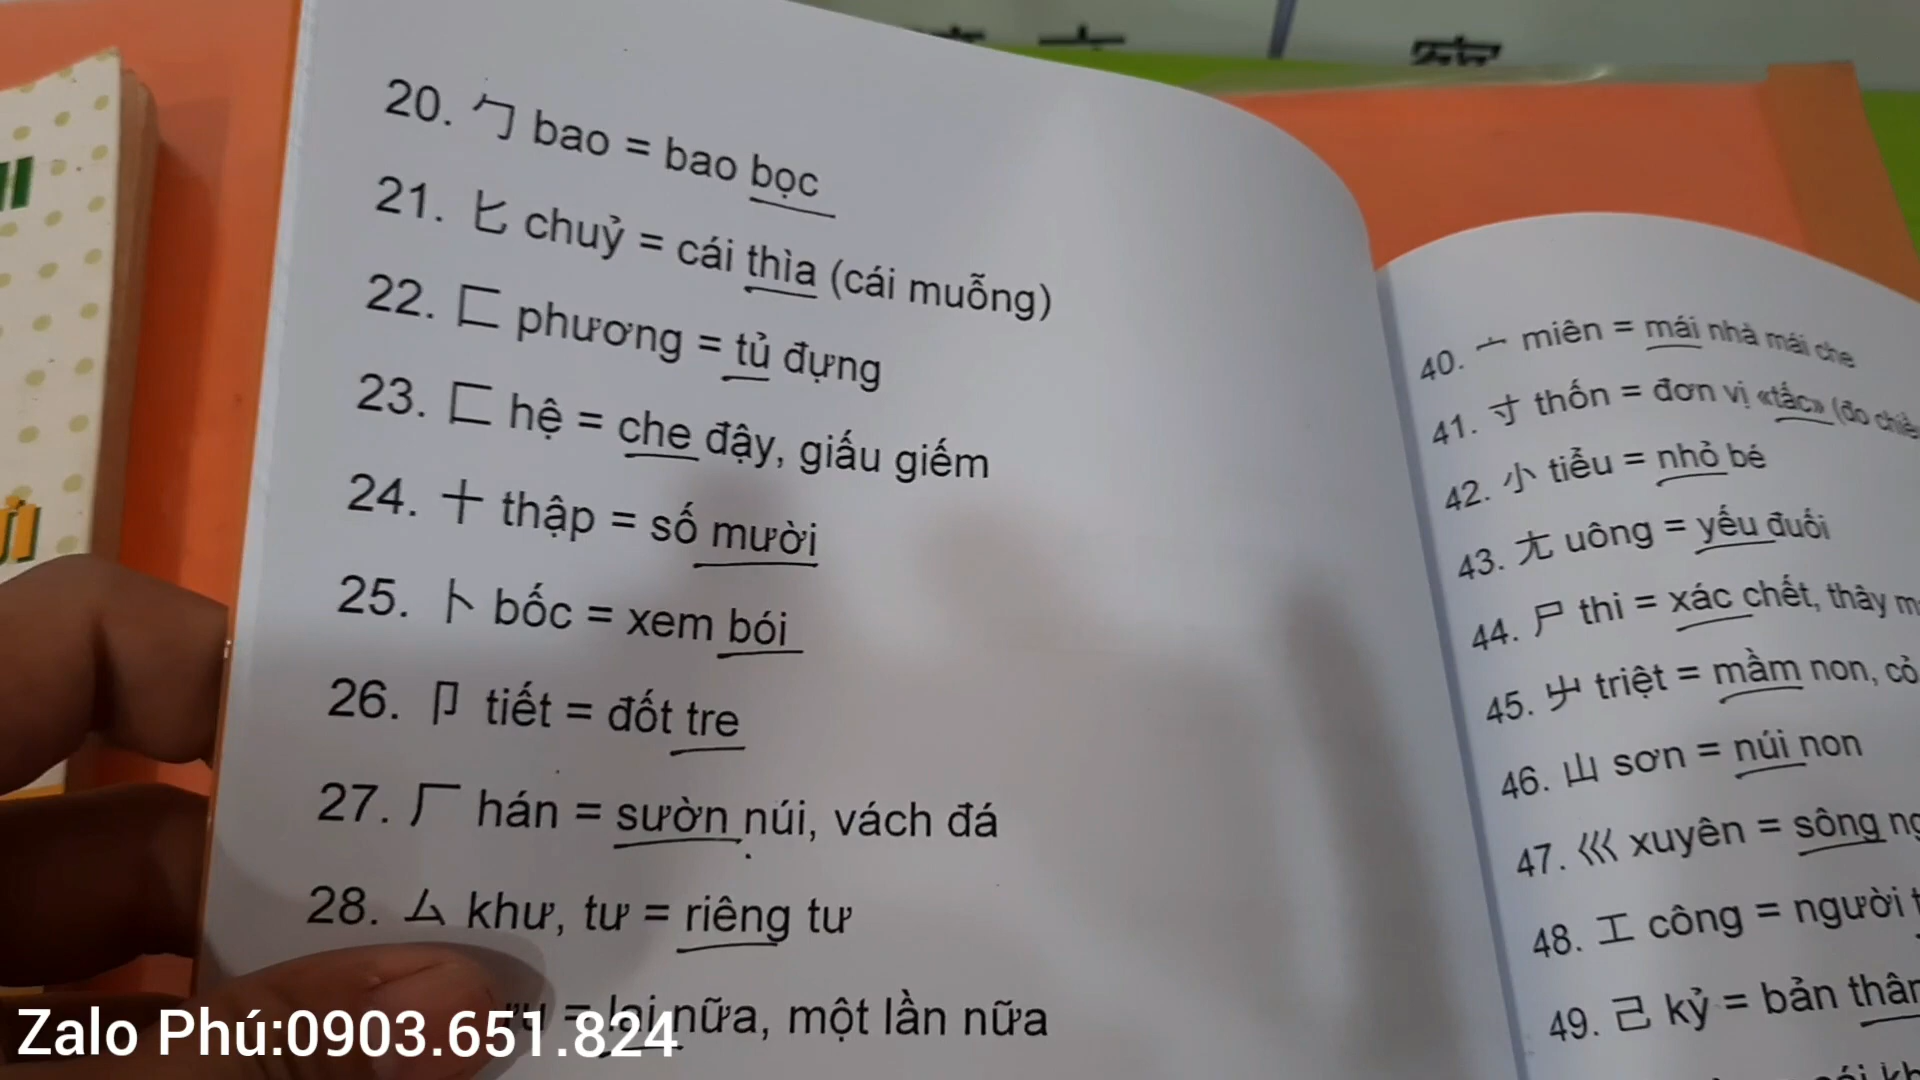 20. 勹 bao = bao bọc
21. 匕 chuỷ = cái thìa (cái muỗng)
22. 匚 phương = tủ đựng
23. 匸 hệ = che đậy, giấu giếm
24. 十 thập = số mười
25. 卜 bốc = xem bói
26. 卩 tiết = đốt tre
27. 厂 hán = sườn núi, vách đá
28. 厶 khư, tư = riêng tư
= lại nữa, một lần nữa
40. 宀 miên = mái nhà mái che
41. 寸 thốn = đơn vị «tắc» (đo
42. 小 tiểu = nhỏ bé
43. 尢 uông = yếu đuối
44. 尸 thi = xác chết, thây
45. 屮 triệt = mầm non, cỏ
46. 山 sơn = núi non
47. 巛 xuyên = sông
48. 工 công = người
49. 己 kỷ = bản thân
Zalo Phú:0903.651.824